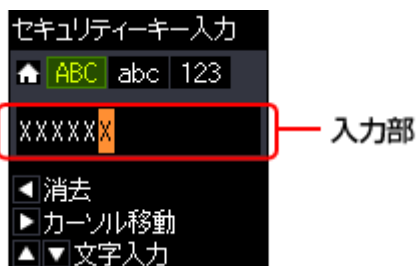 セキュリティーキー入力
ABC abc 123
XXXXXX
入力部
◀消去
▶カーソル移動
▲▼文字入力